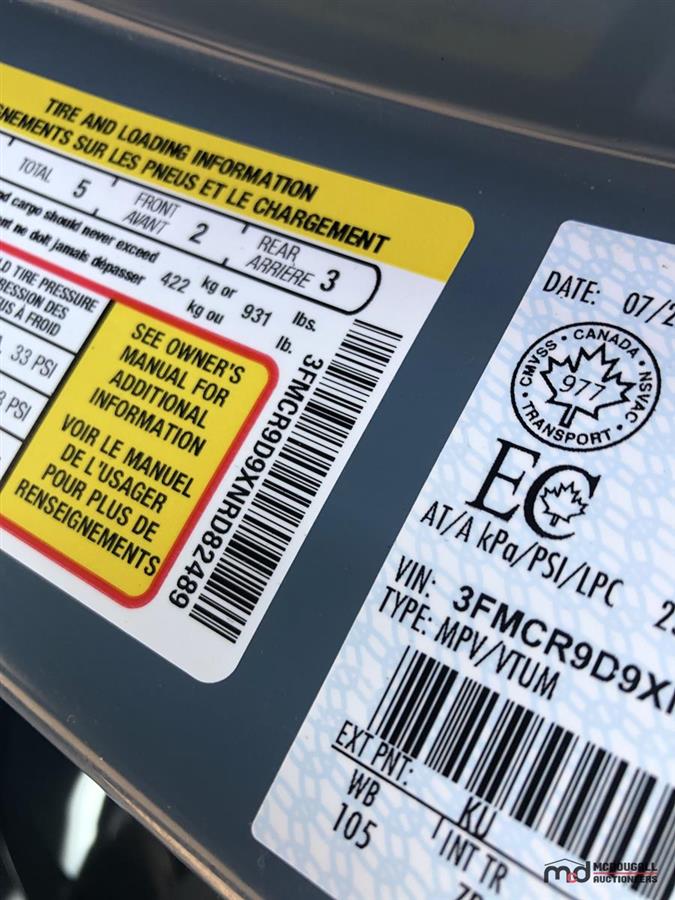 TIRE AND LOADING INFORMATION
NEMENTS SUR LES PNEUS ET LE CHARGEMENT
TOTAL 5 FRONT AVANT 2 REAR ARRIÈRE 3
cargo should never exceed 422 kg or 931 lbs.
ne doit jamais dépasser kg ou lb.
TIRE PRESSURE
DES
À FROID
33 PSI
PSI
SEE OWNER'S
MANUAL FOR
ADDITIONAL
INFORMATION
VOIR LE MANUEL
DE L'USAGER
POUR PLUS DE
RENSEIGNEMENTS
3FMCR9D9XNRD82489
DATE: 07/2
CMVSS • CANADA • NSVAC • TRANSPORT •
977
EC
AT/A kPa/PSI/LPC
VIN: 3FMCR9D9X
TYPE: MPV/VTUM
EXT PNT: KU
WB INT TR
105
md MCDOUGALL
AUCTIONEERS